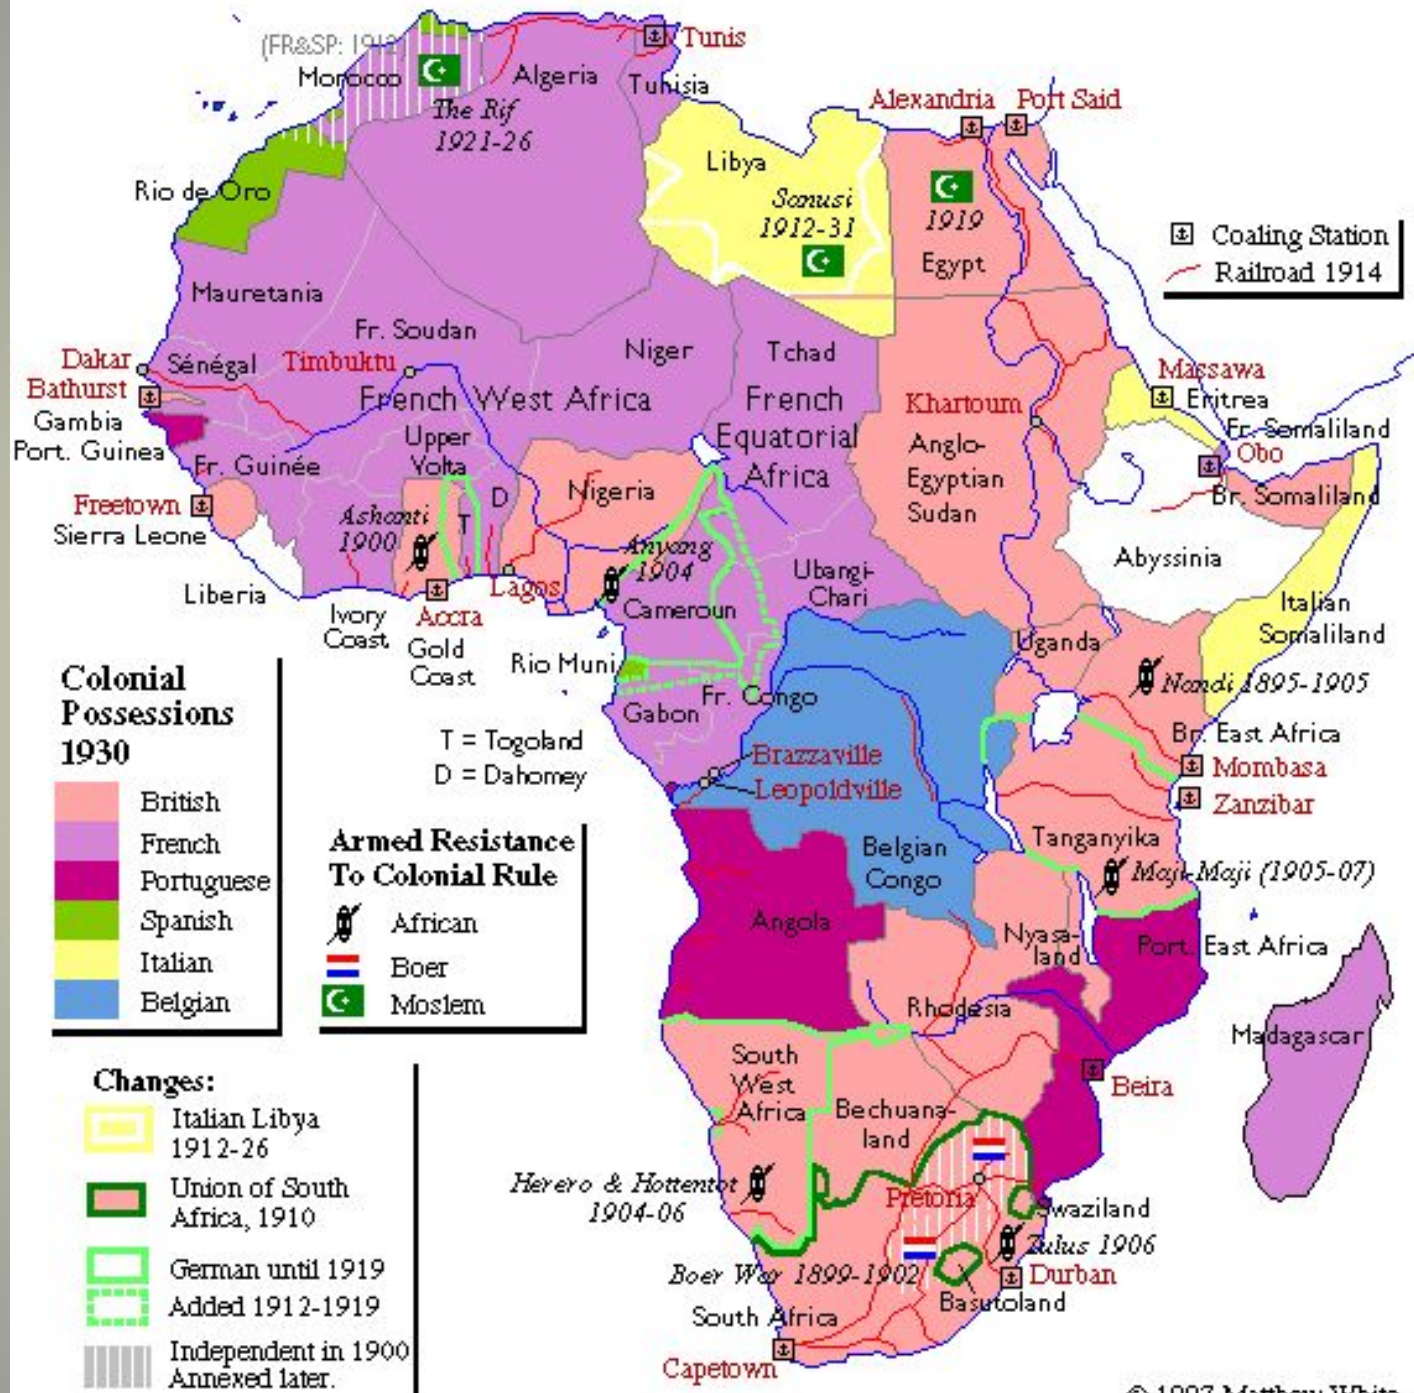 (FR&SP: 1912)
Morocco
The Rif
1921-26
Algeria
Tunis
Tunisia
Alexandria
Port Said
Libya
Sanusi
1912-31
1919
Egypt
Rio de Oro
Coaling Station
Railroad 1914
Mauretania
Fr. Soudan
Niger
Tchad
Dakar
Sénégal
Timbuktu
Bathurst
French West Africa
French
Equatorial
Africa
Khartoum
Massawa
Eritrea
Gambia
Port. Guinea
Upper
Volta
Fr. Guinée
Anglo-
Egyptian
Sudan
Fr. Somaliland
Obo
Br. Somaliland
Freetown
Sierra Leone
Ashanti
1900
T
D
Nigeria
Anyang
1904
Abyssinia
Liberia
Lagos
Cameroun
Ubangi-
Chari
Ivory
Coast
Accra
Gold
Coast
Italian
Somaliland
Uganda
Rio Muni
Nandi 1895-1905
Gabon
Fr. Congo
Br. East Africa
T = Togoland
D = Dahomey
Brazzaville
Leopoldville
Mombasa
Zanzibar
Tanganyika
Belgian
Congo
Maji-Maji (1905-07)
Angola
Nyasa-
land
Port. East Africa
Rhodesia
Madagascar
South
West
Africa
Bechuana-
land
Beira
Herero & Hottentot
1904-06
Pretoria
Swaziland
Zulus 1906
Boer War 1899-1902
Durban
Basutoland
South Africa
Capetown
Colonial
Possessions
1930
British
French
Portuguese
Spanish
Italian
Belgian
Armed Resistance
To Colonial Rule
African
Boer
Moslem
Changes:
Italian Libya
1912-26
Union of South
Africa, 1910
German until 1919
Added 1912-1919
Independent in 1900
Annexed later.
© 1997 Matthew White